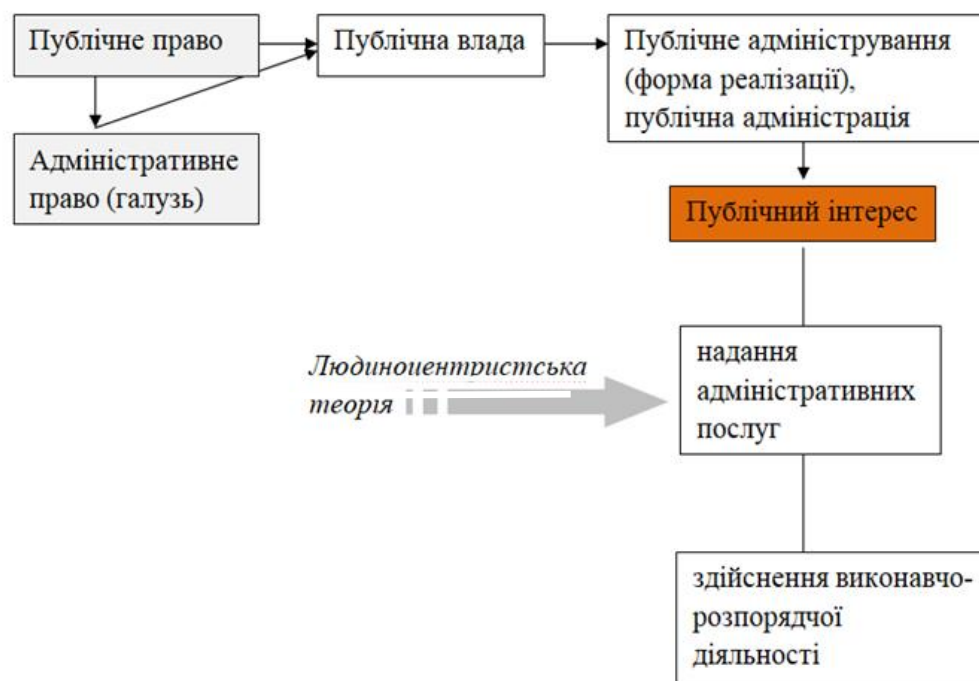 Публічне право
Публічна влада
Публічне адміністрування
(форма реалізації),
публічна адміністрація
Адміністративне
право (галузь)
Публічний інтерес
Людиноцентристська
теорія
надання
адміністративних
послуг
здійснення виконавчо-
розпорядчої
діяльності